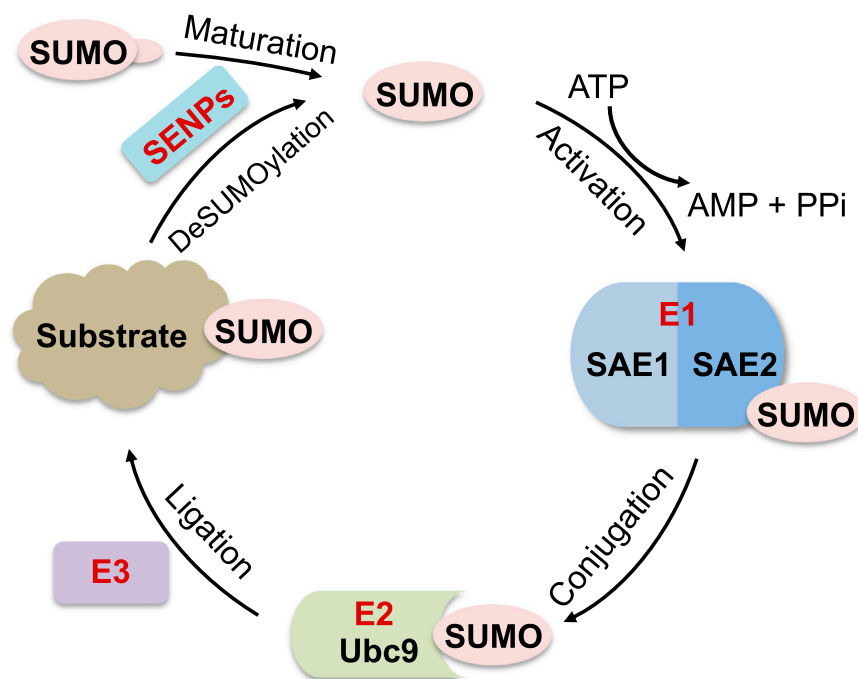 SUMO
Maturation
SUMO
SENPs
DeSUMOylation
ATP
Activation
AMP + PPi
E1
SAE1 SAE2
SUMO
Substrate
SUMO
Conjugation
Ligation
E3
E2
Ubc9
SUMO